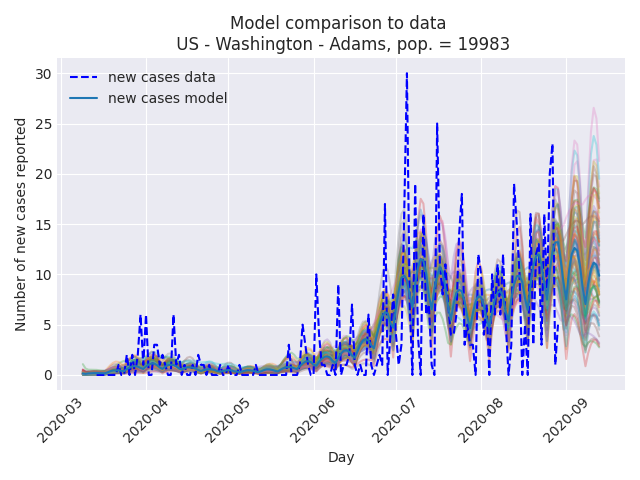 Model comparison to data
US - Washington - Adams, pop. = 19983
new cases data
new cases model
Number of new cases reported
30
25
20
15
10
5
0
2020-03
2020-04
2020-05
2020-06
2020-07
2020-08
2020-09
Day